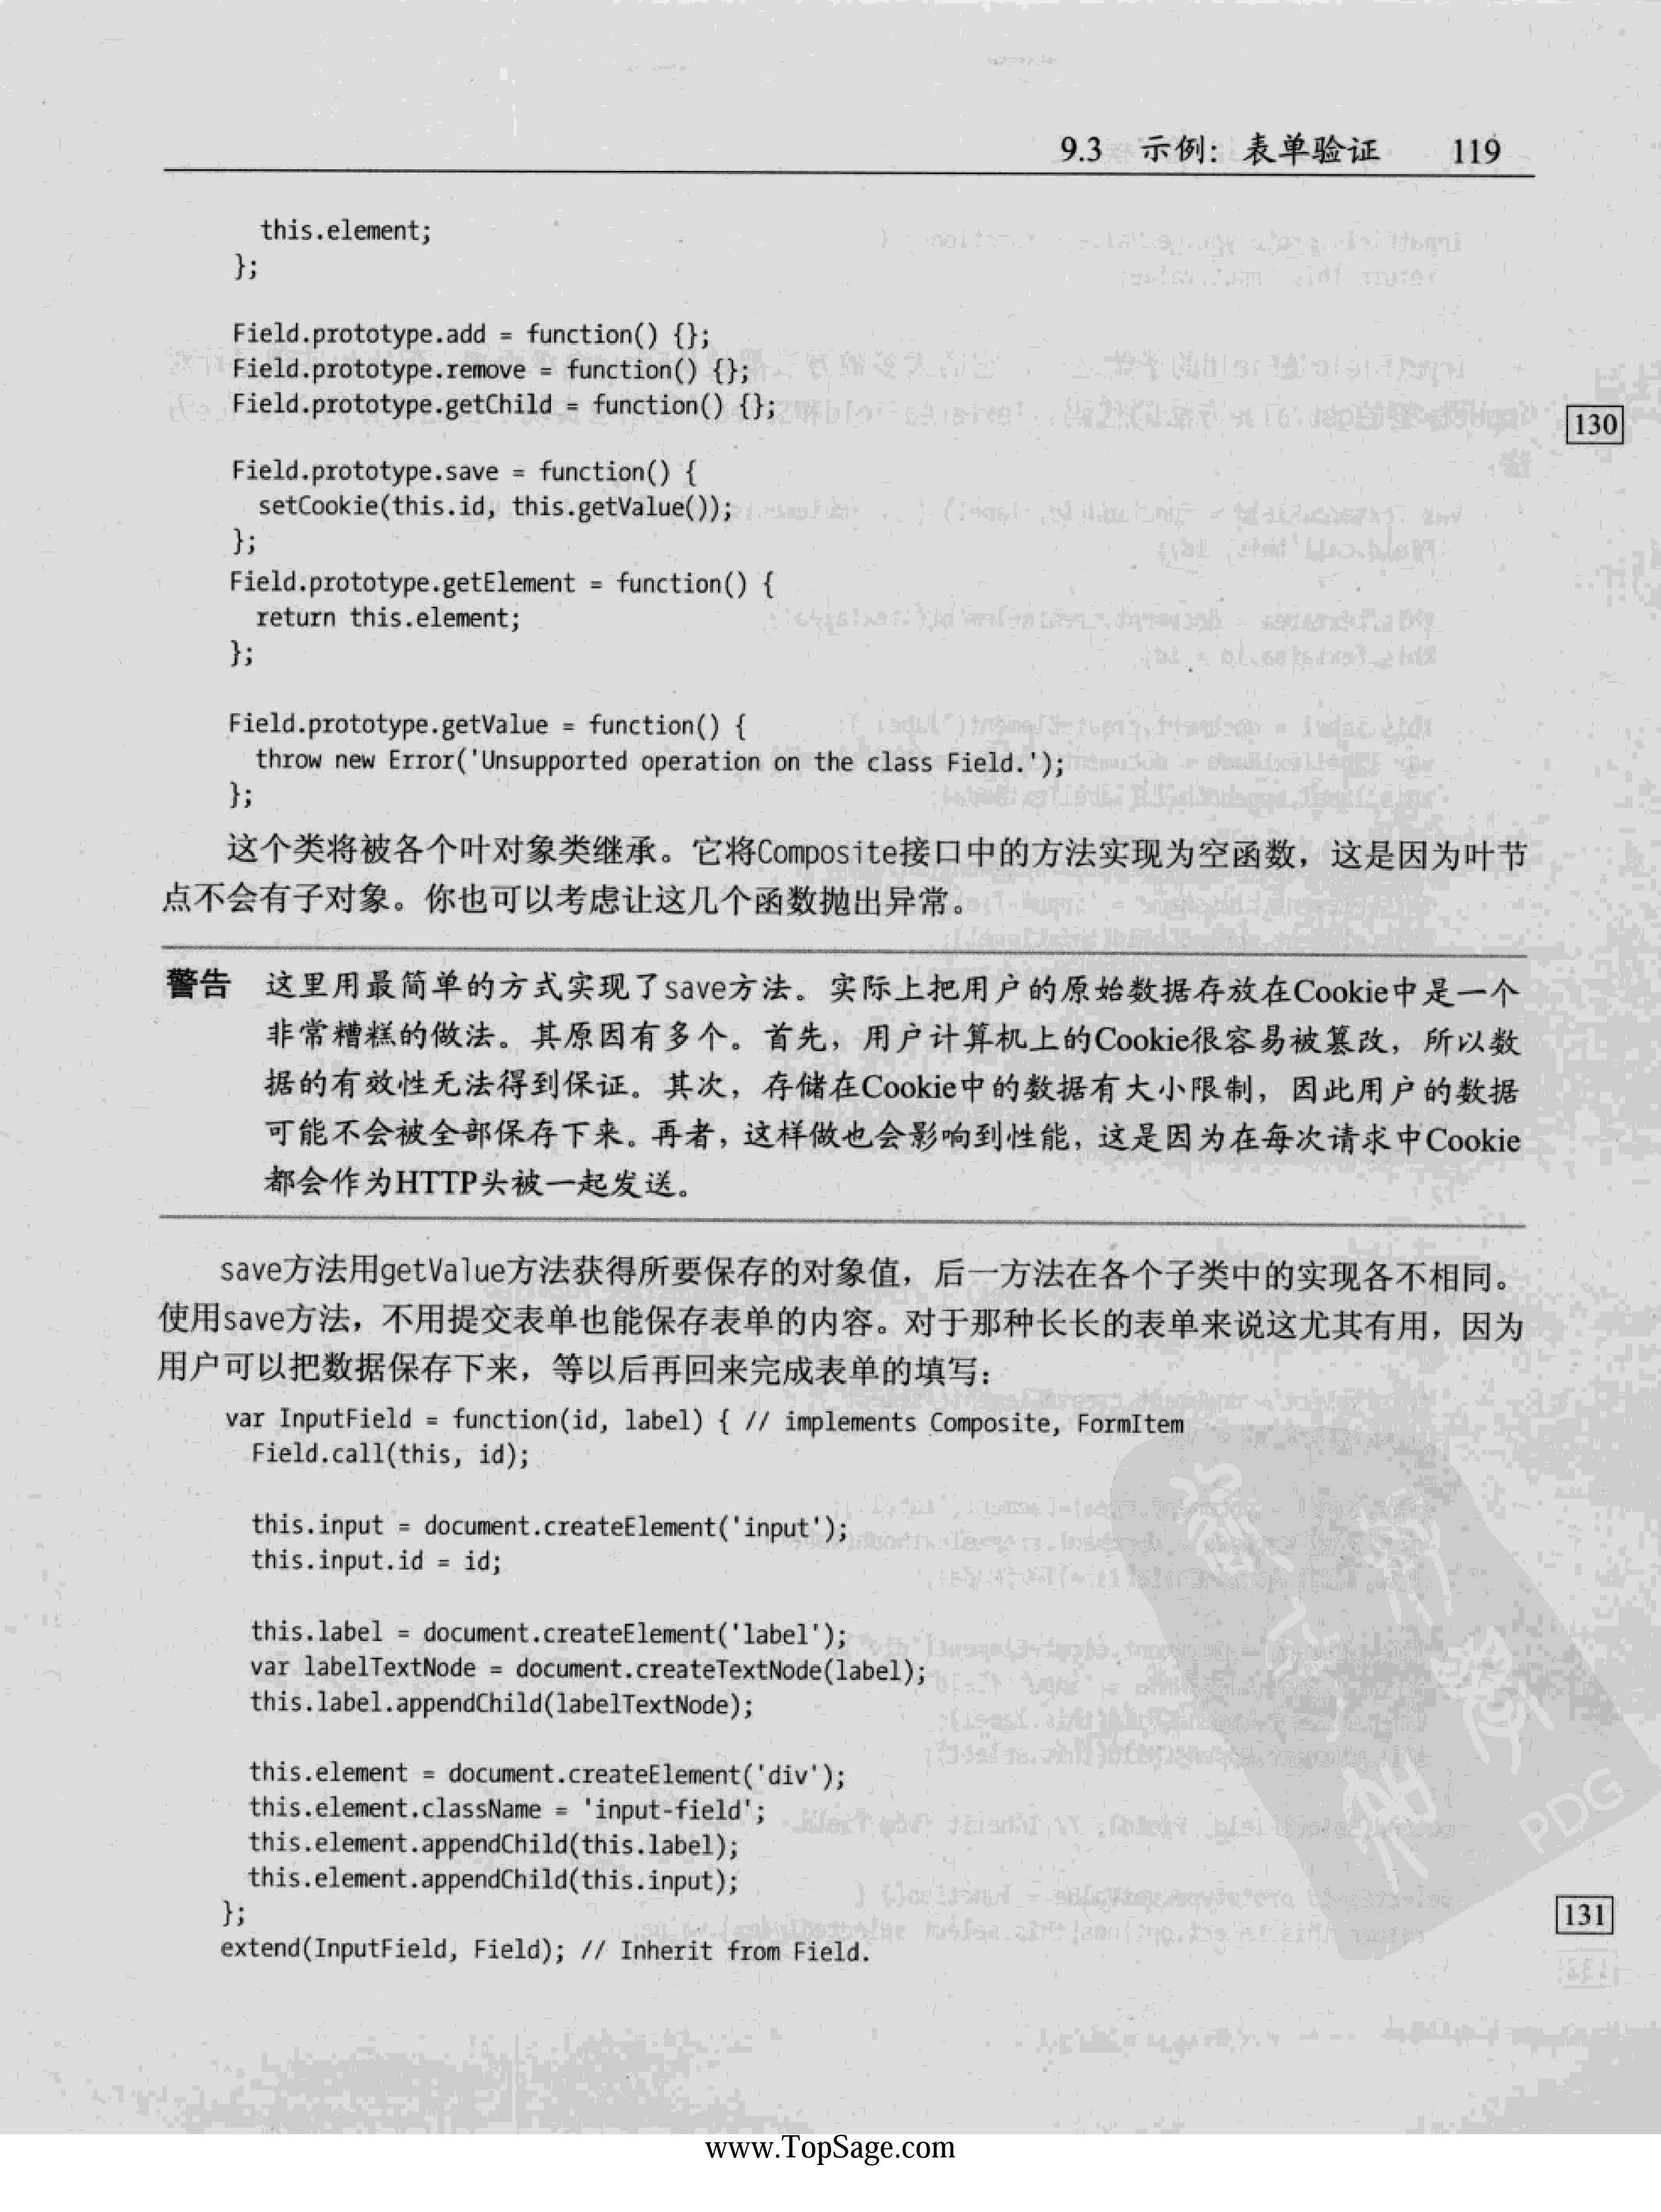 9.3 示例：表单验证 119
this.element;
};
Field.prototype.add = function() {};
Field.prototype.remove = function() {};
Field.prototype.getChild = function() {};
130
Field.prototype.save = function() {
setCookie(this.id, this.getValue());
};
Field.prototype.getElement = function() {
return this.element;
};
Field.prototype.getValue = function() {
throw new Error('Unsupported operation on the class Field.');
};
这个类将被各个叶对象类继承。它将Composite接口中的方法实现为空函数，这是因为叶节
点不会有子对象。你也可以考虑让这几个函数抛出异常。
警告 这里用最简单的方式实现了save方法。实际上把用户的原始数据存放在Cookie中是一个
非常糟糕的做法。其原因有多个。首先，用户计算机上的Cookie很容易被篡改，所以数
据的有效性无法得到保证。其次，存储在Cookie中的数据有大小限制，因此用户的数据
可能不会被全部保存下来。再者，这样做也会影响到性能，这是因为在每次请求中Cookie
都会作为HTTP头被一起发送。
save方法用getValue方法获得所要保存的对象值，后一方法在各个子类中的实现各不相同。
使用save方法，不用提交表单也能保存表单的内容。对于那种长长的表单来说这尤其有用，因为
用户可以把数据保存下来，等以后再回来完成表单的填写：
var InputField = function(id, label) { // implements Composite, FormItem
Field.call(this, id);
this.input = document.createElement('input');
this.input.id = id;
this.label = document.createElement('label');
var labelTextNode = document.createTextNode(label);
this.label.appendChild(labelTextNode);
this.element = document.createElement('div');
this.element.className = 'input-field';
this.element.appendChild(this.label);
this.element.appendChild(this.input);
};
PDG
131
extend(InputField, Field); // Inherit from Field.
www.TopSage.com